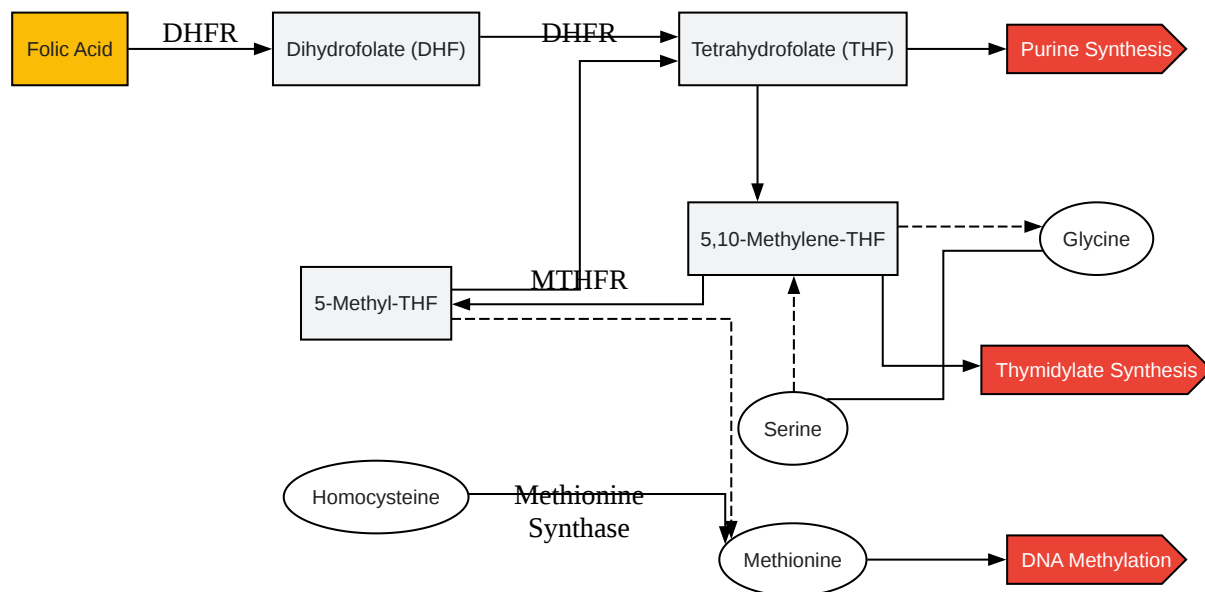 Folic Acid
DHFR
Dihydrofolate (DHF)
DHFR
Tetrahydrofolate (THF)
Purine Synthesis
5,10-Methylene-THF
Glycine
5-Methyl-THF
MTHFR
Thymidylate Synthesis
Serine
Homocysteine
Methionine
Synthase
Methionine
DNA Methylation